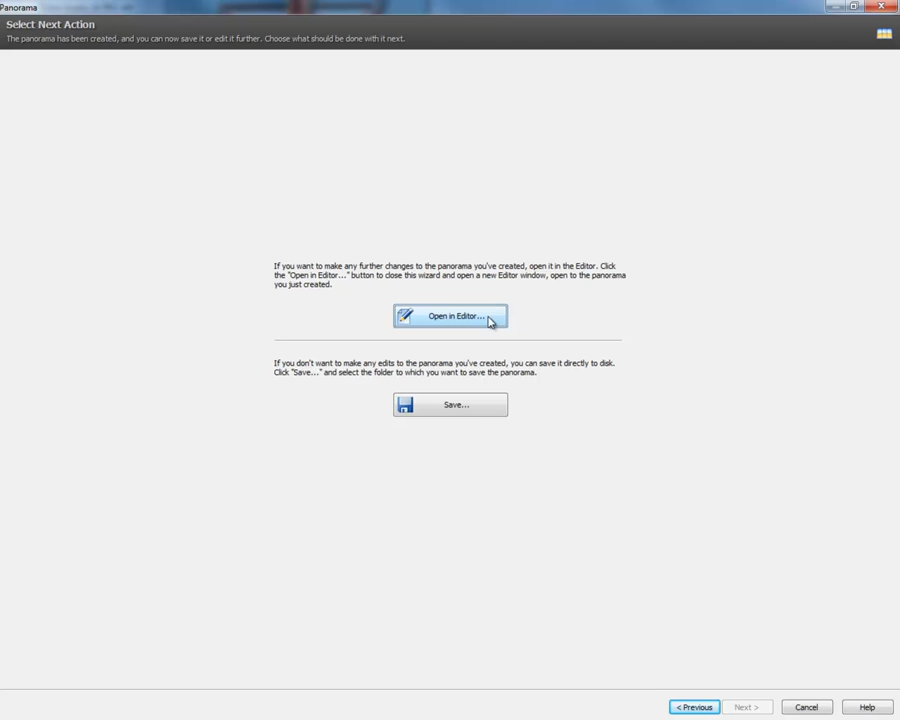 Panorama
Select Next Action
The panorama has been created, and you can now save it or edit it further. Choose what should be done with it next.
If you want to make any further changes to the panorama you've created, open it in the Editor. Click
the "Open in Editor..." button to close this wizard and open a new Editor window, open to the panorama
you just created.
Open in Editor...
If you don't want to make any edits to the panorama you've created, you can save it directly to disk.
Click "Save..." and select the folder to which you want to save the panorama.
Save...
< Previous
Next >
Cancel
Help